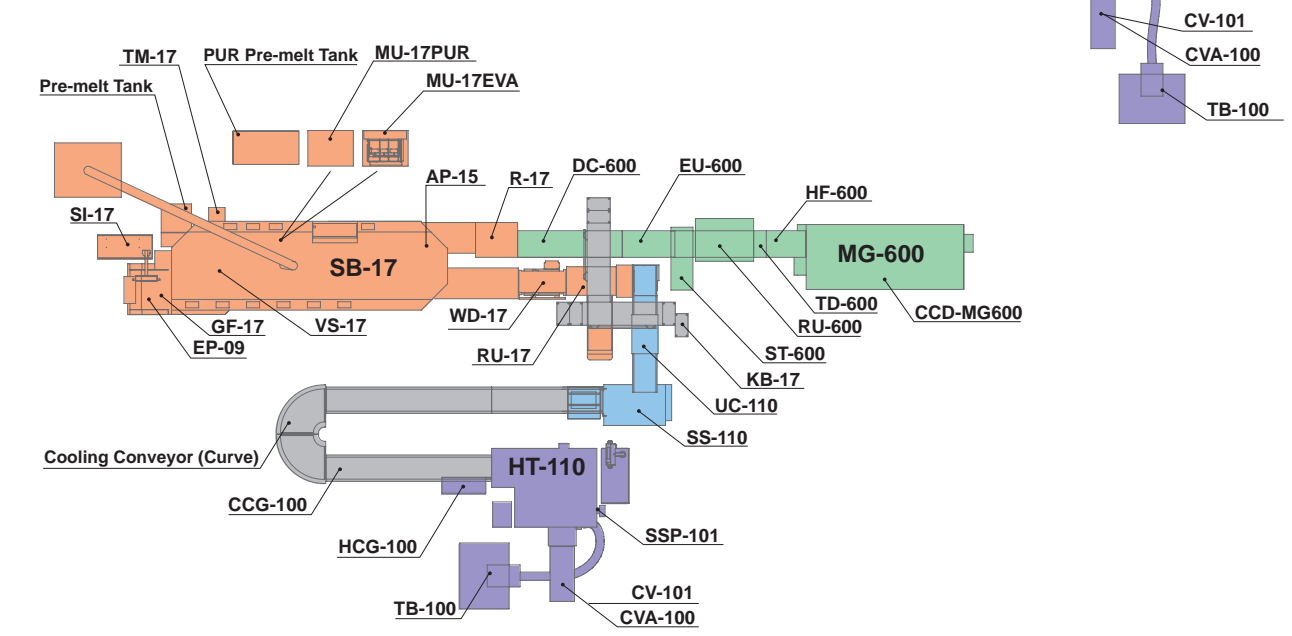 CV-101
CVA-100
TB-100
TM-17
PUR Pre-melt Tank
MU-17PUR
Pre-melt Tank
MU-17EVA
AP-15
R-17
DC-600
EU-600
HF-600
SI-17
SB-17
MG-600
GF-17
VS-17
EP-09
WD-17
RU-17
TD-600
CCD-MG600
RU-600
ST-600
KB-17
UC-110
SS-110
Cooling Conveyor (Curve)
HT-110
CCG-100
HCG-100
SSP-101
TB-100
CV-101
CVA-100